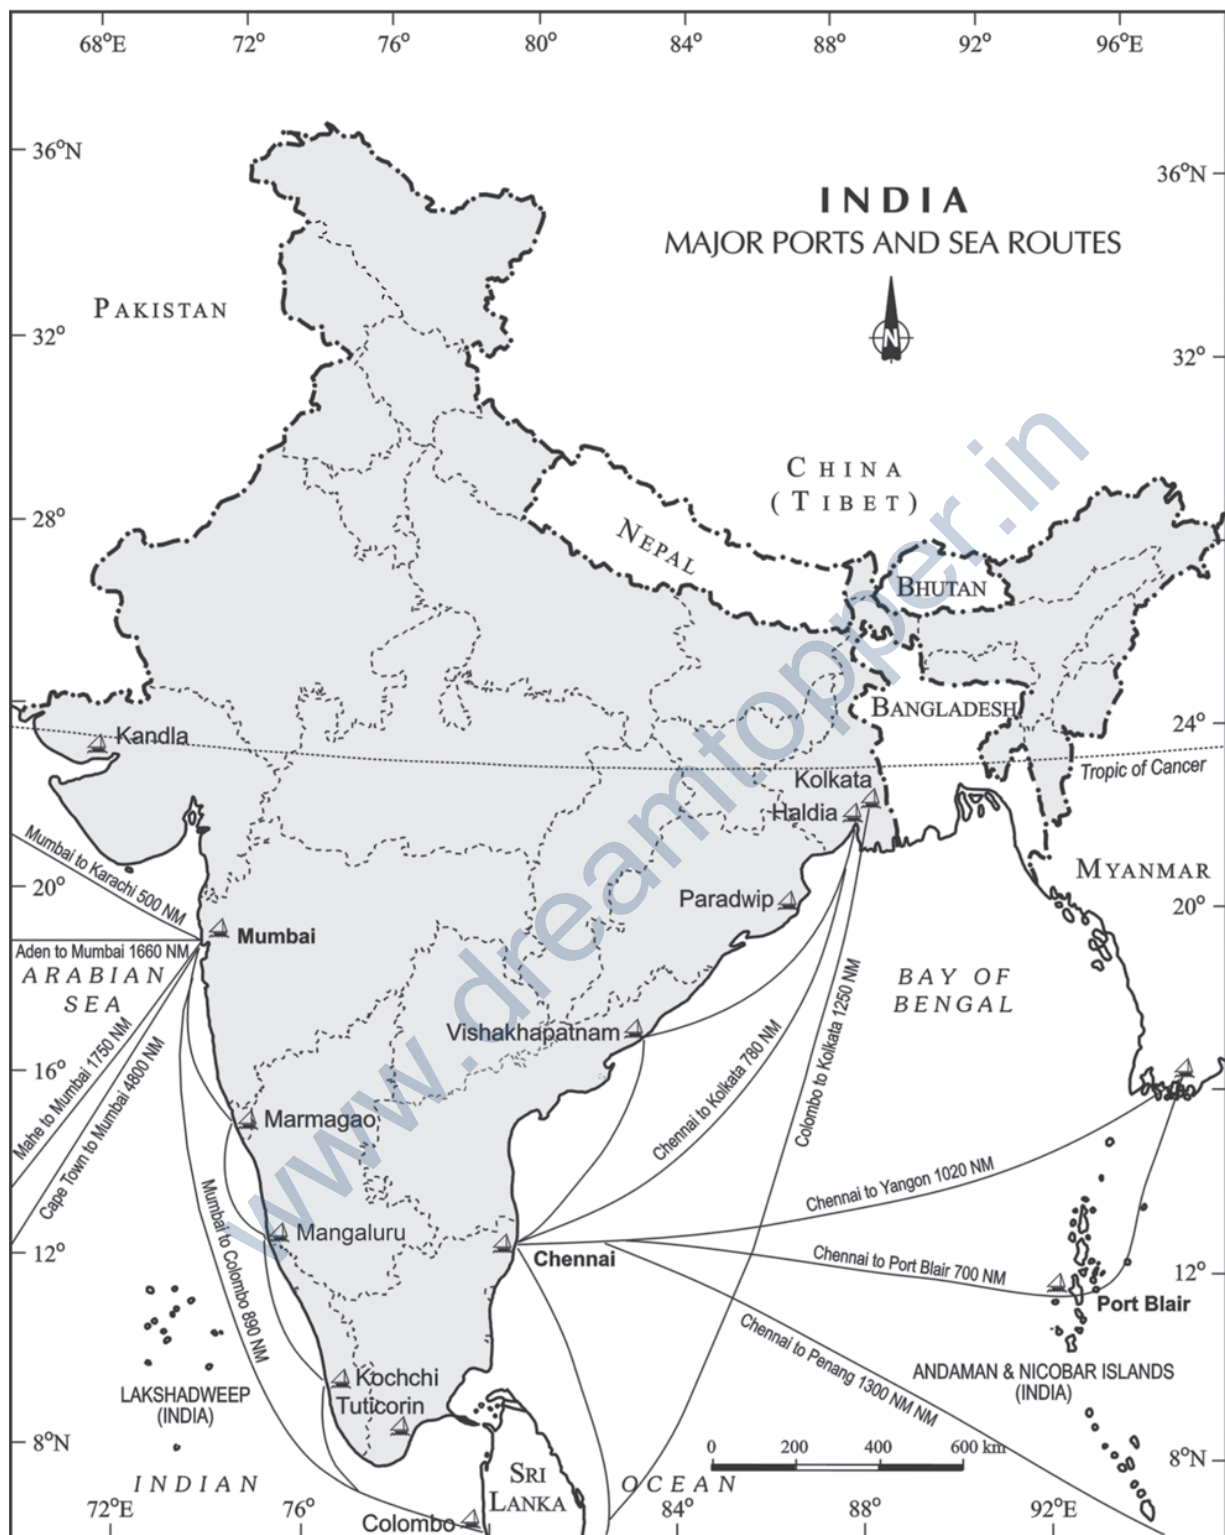 68°E 72° 76° 80° 84° 88° 92° 96°E
36°N
36°N
INDIA
MAJOR PORTS AND SEA ROUTES
N
PAKISTAN
32°
32°
CHINA
(TIBET)
28°
NEPAL
BHUTAN
BANGLADESH
24°
Kandla
Tropic of Cancer
Kolkata
Haldia
MYANMAR
Mumbai to Karachi 500 NM
20°
20°
Paradwip
Mumbai
Aden to Mumbai 1660 NM
ARABIAN
SEA
BAY OF
BENGAL
Vishakhapatnam
Mahe to Mumbai 1750 NM
Cape Town to Mumbai 4800 NM
Chennai to Kolkata 780 NM
Colombo to Kolkata 1250 NM
16°
Marmagao
Chennai to Yangon 1020 NM
Mumbai to Colombo 890 NM
Mangaluru
12°
Chennai
Chennai to Port Blair 700 NM
12°
Port Blair
Chennai to Penang 1300 NM NM
Kochchi
Tuticorin
LAKSHADWEEP
(INDIA)
ANDAMAN & NICOBAR ISLANDS
(INDIA)
8°N
0 200 400 600 km
8°N
INDIAN
SRI
LANKA
OCEAN
72°E 76° 84° 88° 92°E
Colombo
www.dreamtopper.in